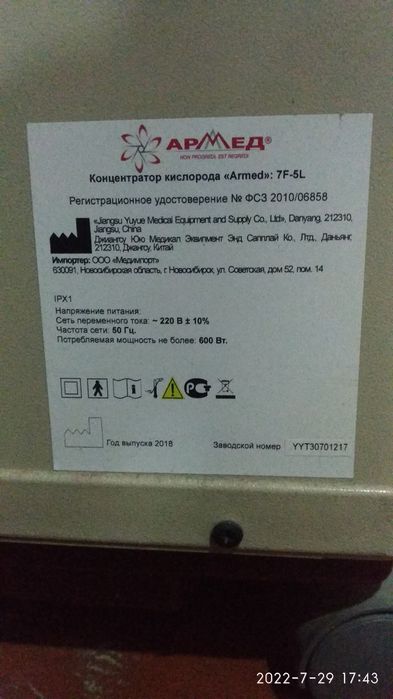 АРМЕД®
NON PROGREDI, EST REGREDI
Концентратор кислорода «Armed»: 7F-5L
Регистрационное удостоверение № ФСЗ 2010/06858
«Jiangsu Yuyue Medical Equipment and Supply Co., Ltd», Danyang, 212310,
Jiangsu, China
Джиангсу Юю Медикал Эквипмент Энд Сапплай Ко., Лтд., Даньянг,
212310, Джангсу, Китай
Импортер: ООО «Медимпорт»
630091, Новосибирская область, г. Новосибирск, ул. Советская, дом 52, пом. 14
IPX1
Напряжение питания:
Сеть переменного тока: ~ 220 В ± 10%
Частота сети: 50 Гц.
Потребляемая мощность не более: 600 Вт.
Год выпуска 2018
Заводской номер YYT30701217
2022-7-29 17:43